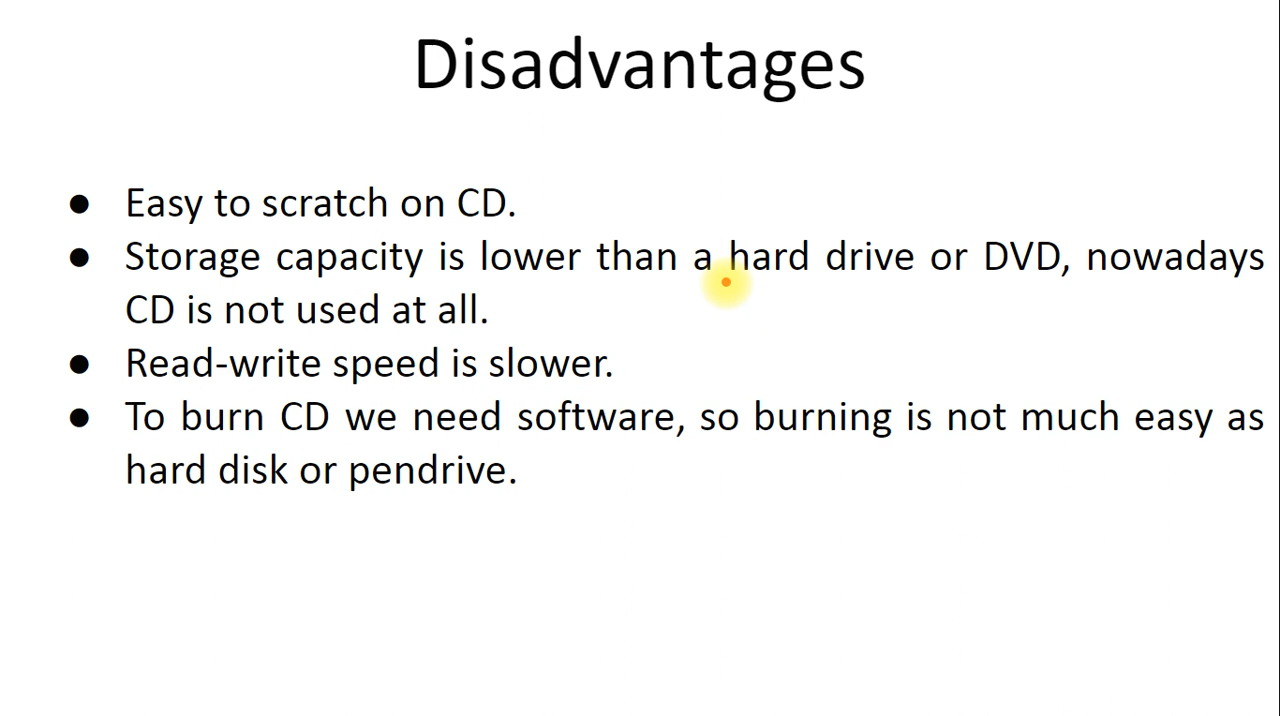 Disadvantages
● Easy to scratch on CD.
● Storage capacity is lower than a hard drive or DVD, nowadays
CD is not used at all.
● Read-write speed is slower.
● To burn CD we need software, so burning is not much easy as
hard disk or pendrive.